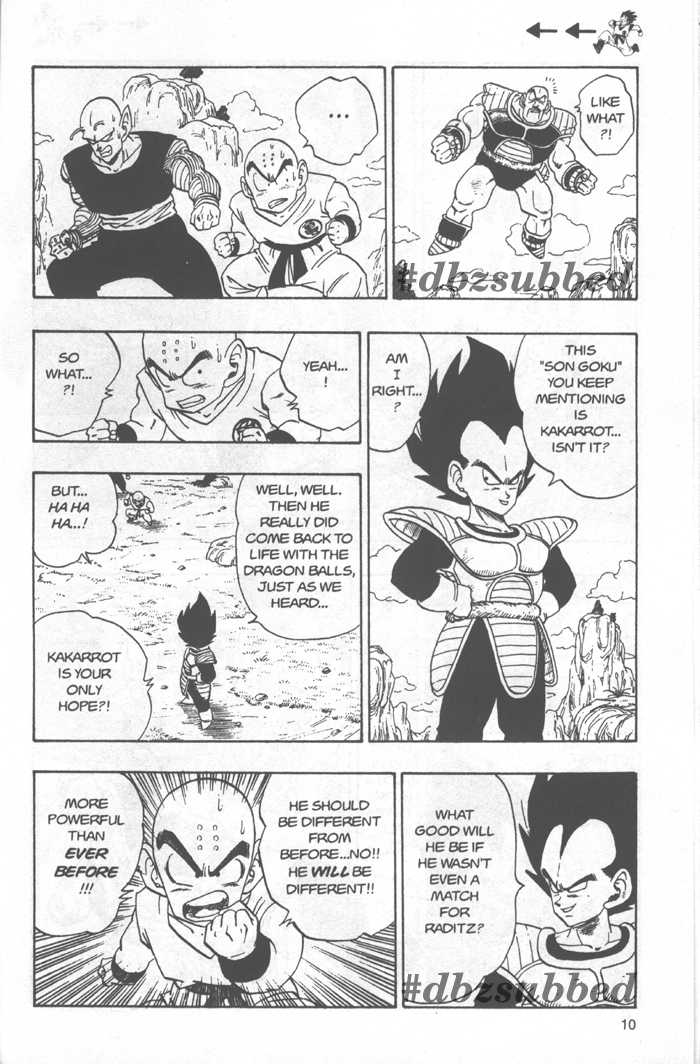 LIKE
WHAT
?!
#dbzsubbed
...
THIS
"SON GOKU"
YOU KEEP
MENTIONING
IS
KAKARROT...
ISN'T IT?
AM
I
RIGHT...
?
YEAH...
!
SO
WHAT...
?!
WELL, WELL.
THEN HE
REALLY DID
COME BACK TO
LIFE WITH THE
DRAGON BALLS,
JUST AS WE
HEARD...
BUT...
HA HA
HA...!
KAKARROT
IS YOUR
ONLY
HOPE?!
WHAT
GOOD WILL
HE BE IF
HE WASN'T
EVEN A
MATCH
FOR
RADITZ?
#dbzsubbed
HE SHOULD
BE DIFFERENT
FROM
BEFORE...NO!!
HE WILL BE
DIFFERENT!!
MORE
POWERFUL
THAN
EVER
BEFORE
!!!
10